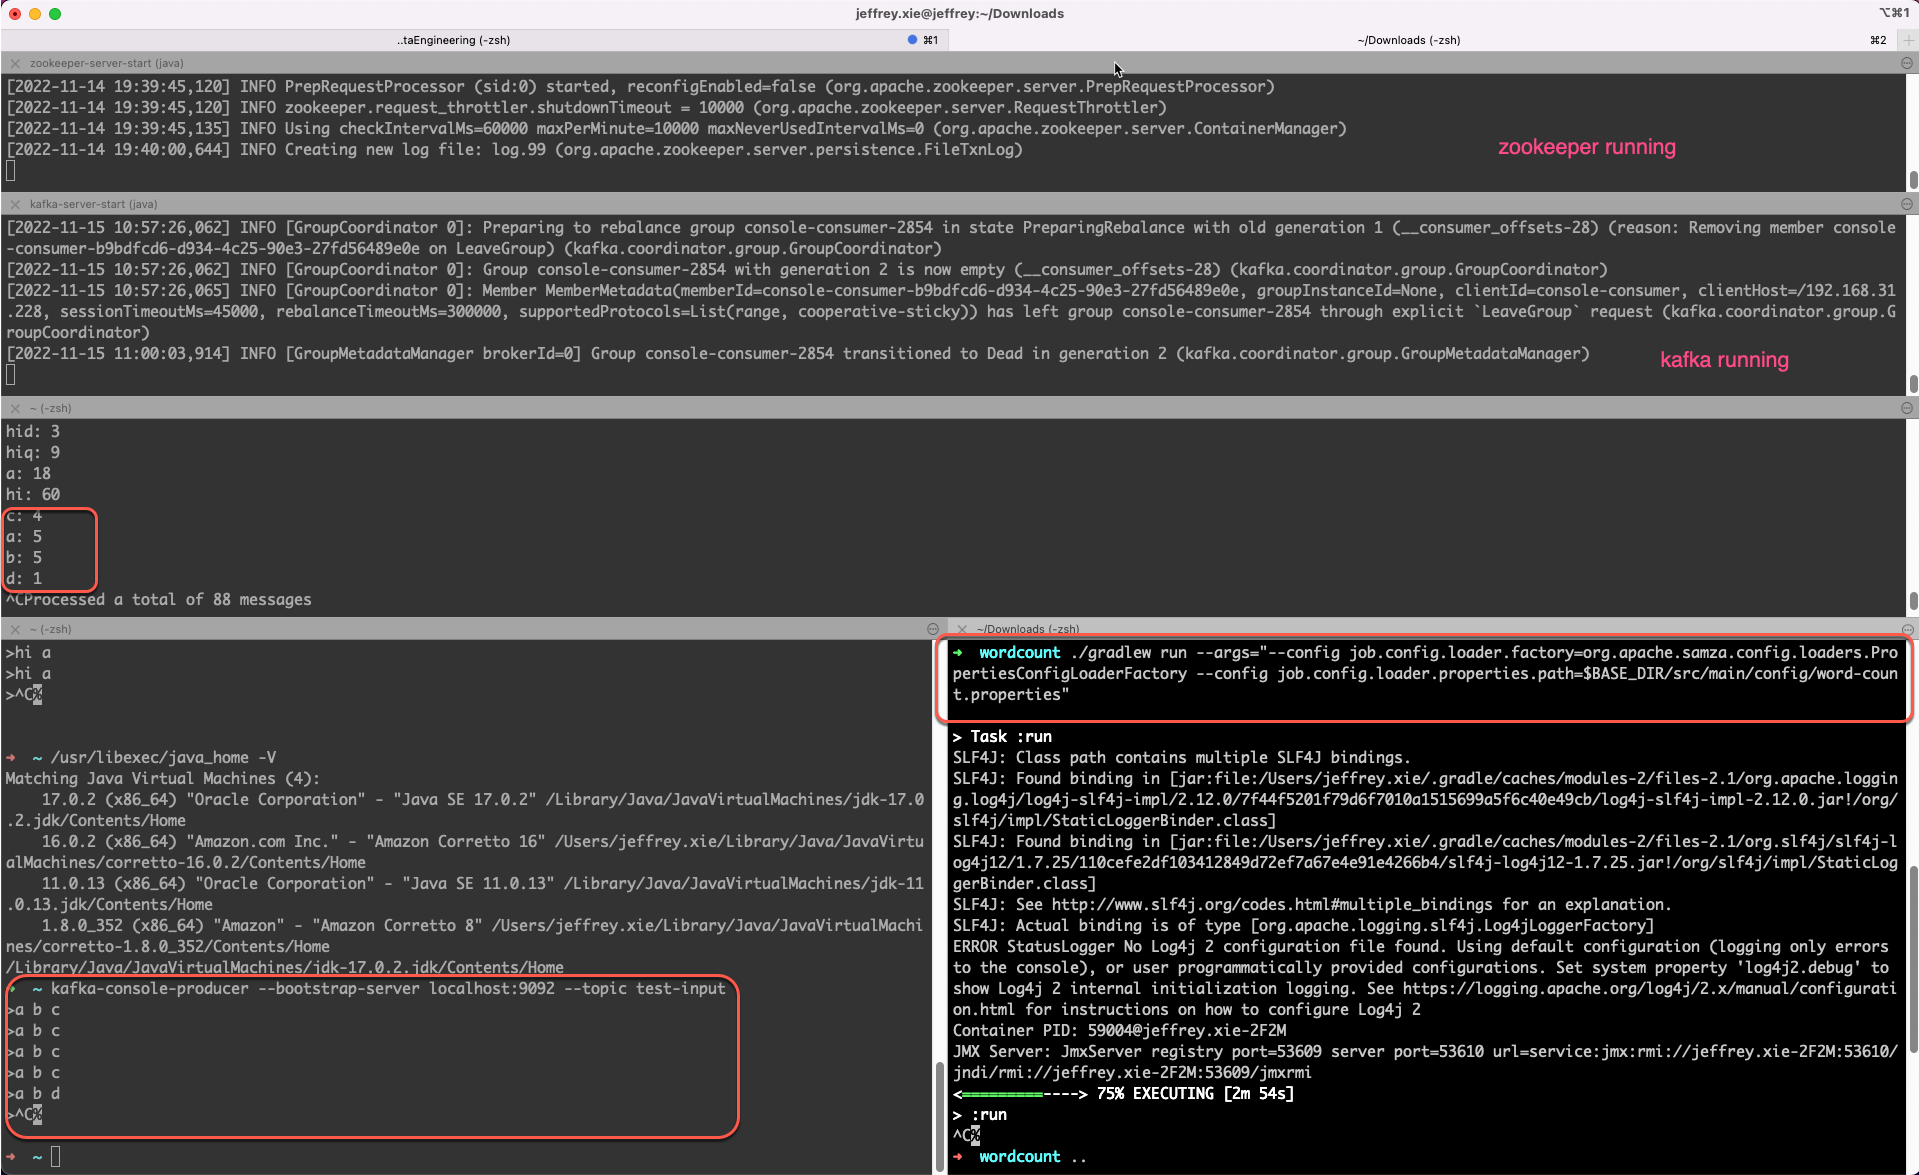 jeffrey.xie@jeffrey:~/Downloads
⌥⌘1
..taEngineering (-zsh)
⌘1
~/Downloads (-zsh)
⌘2
zookeeper-server-start (java)
[2022-11-14 19:39:45,120] INFO PrepRequestProcessor (sid:0) started, reconfigEnabled=false (org.apache.zookeeper.server.PrepRequestProcessor)
[2022-11-14 19:39:45,120] INFO zookeeper.request_throttler.shutdownTimeout = 10000 (org.apache.zookeeper.server.RequestThrottler)
[2022-11-14 19:39:45,135] INFO Using checkIntervalMs=60000 maxPerMinute=10000 maxNeverUsedIntervalMs=0 (org.apache.zookeeper.server.ContainerManager)
[2022-11-14 19:40:00,644] INFO Creating new log file: log.99 (org.apache.zookeeper.server.persistence.FileTxnLog)
zookeeper running
kafka-server-start (java)
[2022-11-15 10:57:26,062] INFO [GroupCoordinator 0]: Preparing to rebalance group console-consumer-2854 in state PreparingRebalance with old generation 1 (__consumer_offsets-28) (reason: Removing member console
-consumer-b9bdfcd6-d934-4c25-90e3-27fd56489e0e on LeaveGroup) (kafka.coordinator.group.GroupCoordinator)
[2022-11-15 10:57:26,062] INFO [GroupCoordinator 0]: Group console-consumer-2854 with generation 2 is now empty (__consumer_offsets-28) (kafka.coordinator.group.GroupCoordinator)
[2022-11-15 10:57:26,065] INFO [GroupCoordinator 0]: Member MemberMetadata(memberId=console-consumer-b9bdfcd6-d934-4c25-90e3-27fd56489e0e, groupInstanceId=None, clientId=console-consumer, clientHost=/192.168.31
.228, sessionTimeoutMs=45000, rebalanceTimeoutMs=300000, supportedProtocols=List(range, cooperative-sticky)) has left group console-consumer-2854 through explicit `LeaveGroup` request (kafka.coordinator.group.G
roupCoordinator)
[2022-11-15 11:00:03,914] INFO [GroupMetadataManager brokerId=0] Group console-consumer-2854 transitioned to Dead in generation 2 (kafka.coordinator.group.GroupMetadataManager)
kafka running
~ (-zsh)
hid: 3
hiq: 9
a: 18
hi: 60
c: 4
a: 5
b: 5
d: 1
^CProcessed a total of 88 messages
~ (-zsh)
>hi a
>hi a
>^C%
➜ ~ /usr/libexec/java_home -V
Matching Java Virtual Machines (4):
17.0.2 (x86_64) "Oracle Corporation" - "Java SE 17.0.2" /Library/Java/JavaVirtualMachines/jdk-17.0
.2.jdk/Contents/Home
16.0.2 (x86_64) "Amazon.com Inc." - "Amazon Corretto 16" /Users/jeffrey.xie/Library/Java/JavaVirtu
alMachines/corretto-16.0.2/Contents/Home
11.0.13 (x86_64) "Oracle Corporation" - "Java SE 11.0.13" /Library/Java/JavaVirtualMachines/jdk-11
.0.13.jdk/Contents/Home
1.8.0_352 (x86_64) "Amazon" - "Amazon Corretto 8" /Users/jeffrey.xie/Library/Java/JavaVirtualMachi
nes/corretto-1.8.0_352/Contents/Home
/Library/Java/JavaVirtualMachines/jdk-17.0.2.jdk/Contents/Home
➜ ~ kafka-console-producer --bootstrap-server localhost:9092 --topic test-input
>a b c
>a b c
>a b c
>a b c
>a b d
>^C%
➜ ~
~/Downloads (-zsh)
➜ wordcount ./gradlew run --args="--config job.config.loader.factory=org.apache.samza.config.loaders.Pro
pertiesConfigLoaderFactory --config job.config.loader.properties.path=$BASE_DIR/src/main/config/word-coun
t.properties"
> Task :run
SLF4J: Class path contains multiple SLF4J bindings.
SLF4J: Found binding in [jar:file:/Users/jeffrey.xie/.gradle/caches/modules-2/files-2.1/org.apache.loggin
g.log4j/log4j-slf4j-impl/2.12.0/7f44f5201f79d6f7010a1515699a5f6c40e49cb/log4j-slf4j-impl-2.12.0.jar!/org/
slf4j/impl/StaticLoggerBinder.class]
SLF4J: Found binding in [jar:file:/Users/jeffrey.xie/.gradle/caches/modules-2/files-2.1/org.slf4j/slf4j-l
og4j12/1.7.25/110cefe2df103412849d72ef7a67e4e91e4266b4/slf4j-log4j12-1.7.25.jar!/org/slf4j/impl/StaticLog
gerBinder.class]
SLF4J: See http://www.slf4j.org/codes.html#multiple_bindings for an explanation.
SLF4J: Actual binding is of type [org.apache.logging.slf4j.Log4jLoggerFactory]
ERROR StatusLogger No Log4j 2 configuration file found. Using default configuration (logging only errors
to the console), or user programmatically provided configurations. Set system property 'log4j2.debug' to
show Log4j 2 internal initialization logging. See https://logging.apache.org/log4j/2.x/manual/configurati
on.html for instructions on how to configure Log4j 2
Container PID: 59004@jeffrey.xie-2F2M
JMX Server: JmxServer registry port=53609 server port=53610 url=service:jmx:rmi://jeffrey.xie-2F2M:53610/
jndi/rmi://jeffrey.xie-2F2M:53609/jmxrmi
<=========----> 75% EXECUTING [2m 54s]
> :run
^C%
➜ wordcount ..